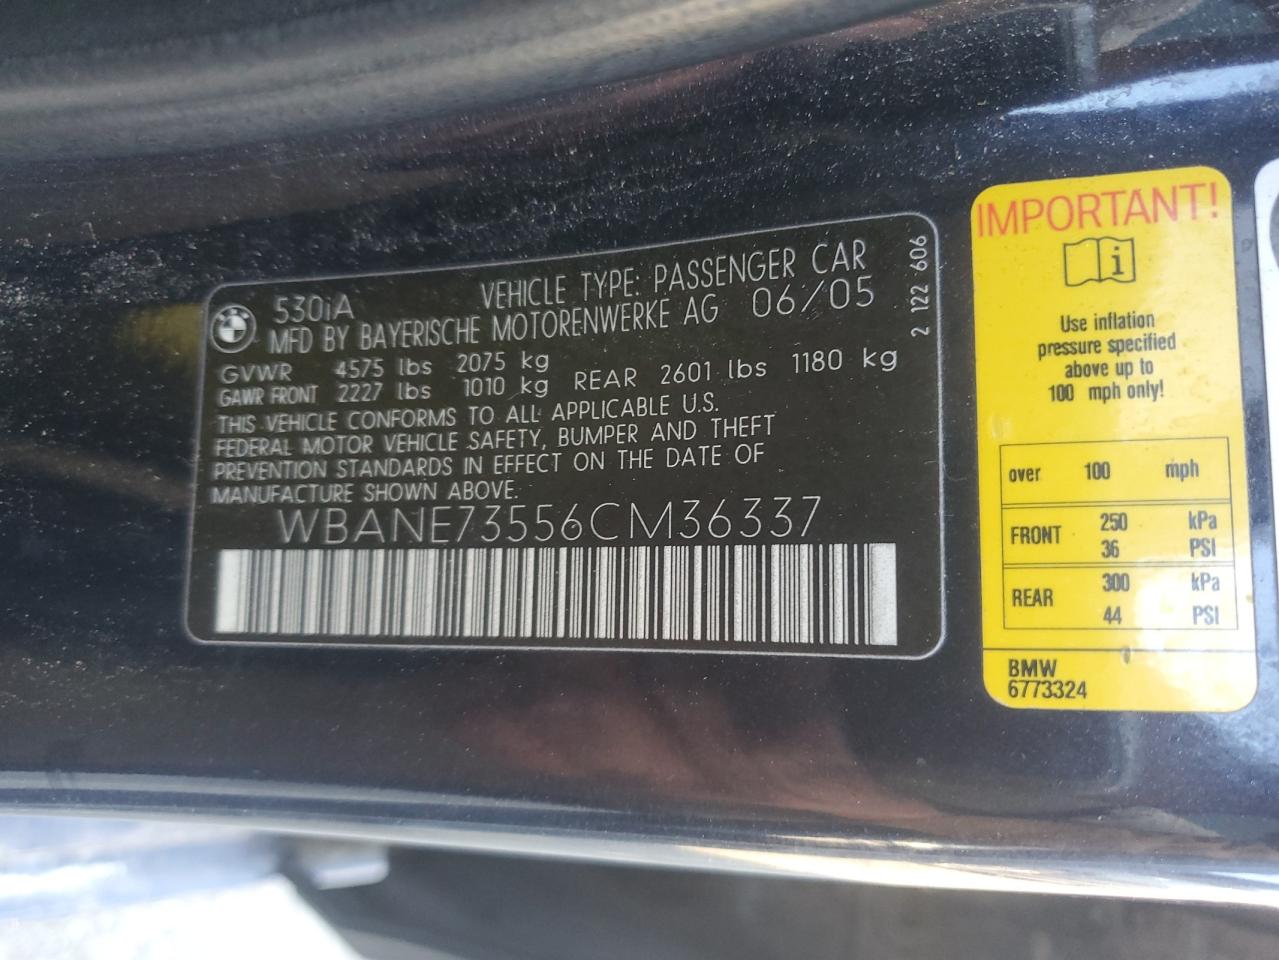 530iA VEHICLE TYPE: PASSENGER CAR
MFD BY BAYERISCHE MOTORENWERKE AG 06/05
GVWR 4575 lbs 2075 kg
GAWR FRONT 2227 lbs 1010 kg REAR 2601 lbs 1180 kg
THIS VEHICLE CONFORMS TO ALL APPLICABLE U.S.
FEDERAL MOTOR VEHICLE SAFETY, BUMPER AND THEFT
PREVENTION STANDARDS IN EFFECT ON THE DATE OF
MANUFACTURE SHOWN ABOVE.
WBANE73556CM36337
2 122 606
IMPORTANT!
i
Use inflation
pressure specified
above up to
100 mph only!
over 100 mph
FRONT 250 kPa
36 PSI
REAR 300 kPa
44 PSI
BMW
6773324